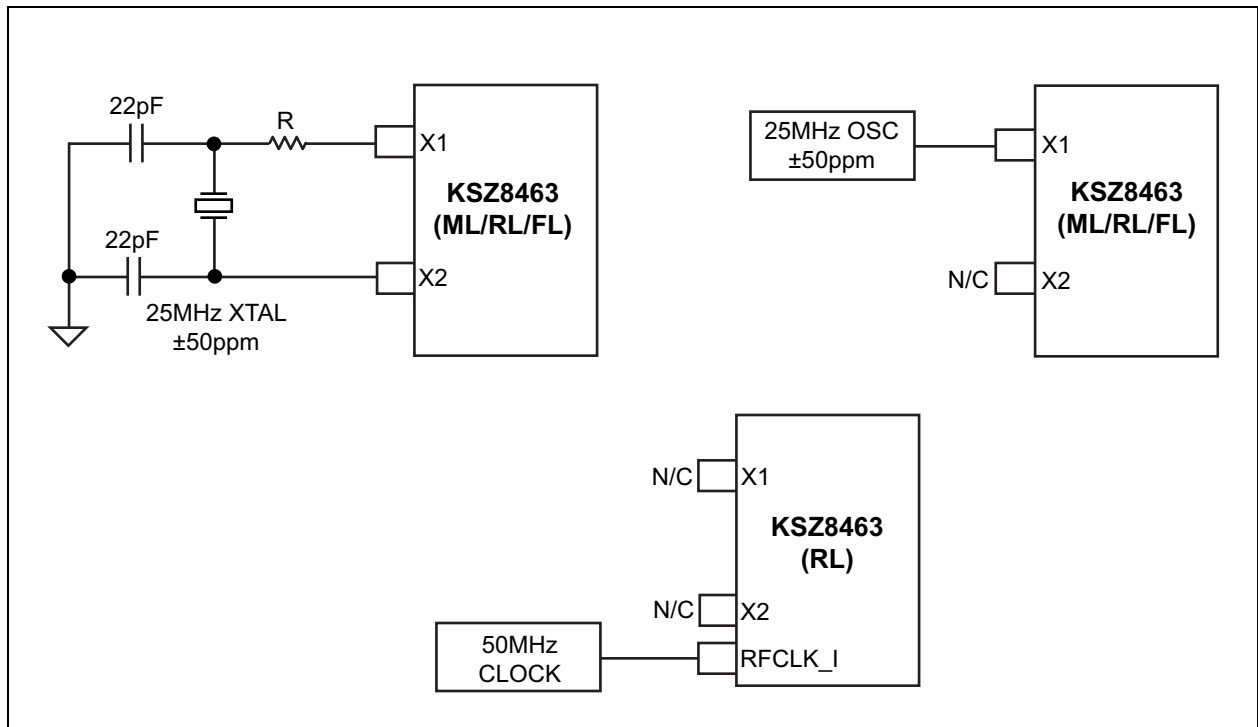 22pF
R
X1
KSZ8463
(ML/RL/FL)
22pF
X2
25MHz XTAL
±50ppm
25MHz OSC
±50ppm
X1
KSZ8463
(ML/RL/FL)
N/C
X2
N/C
X1
KSZ8463
(RL)
N/C
X2
50MHz
CLOCK
RFCLK_I